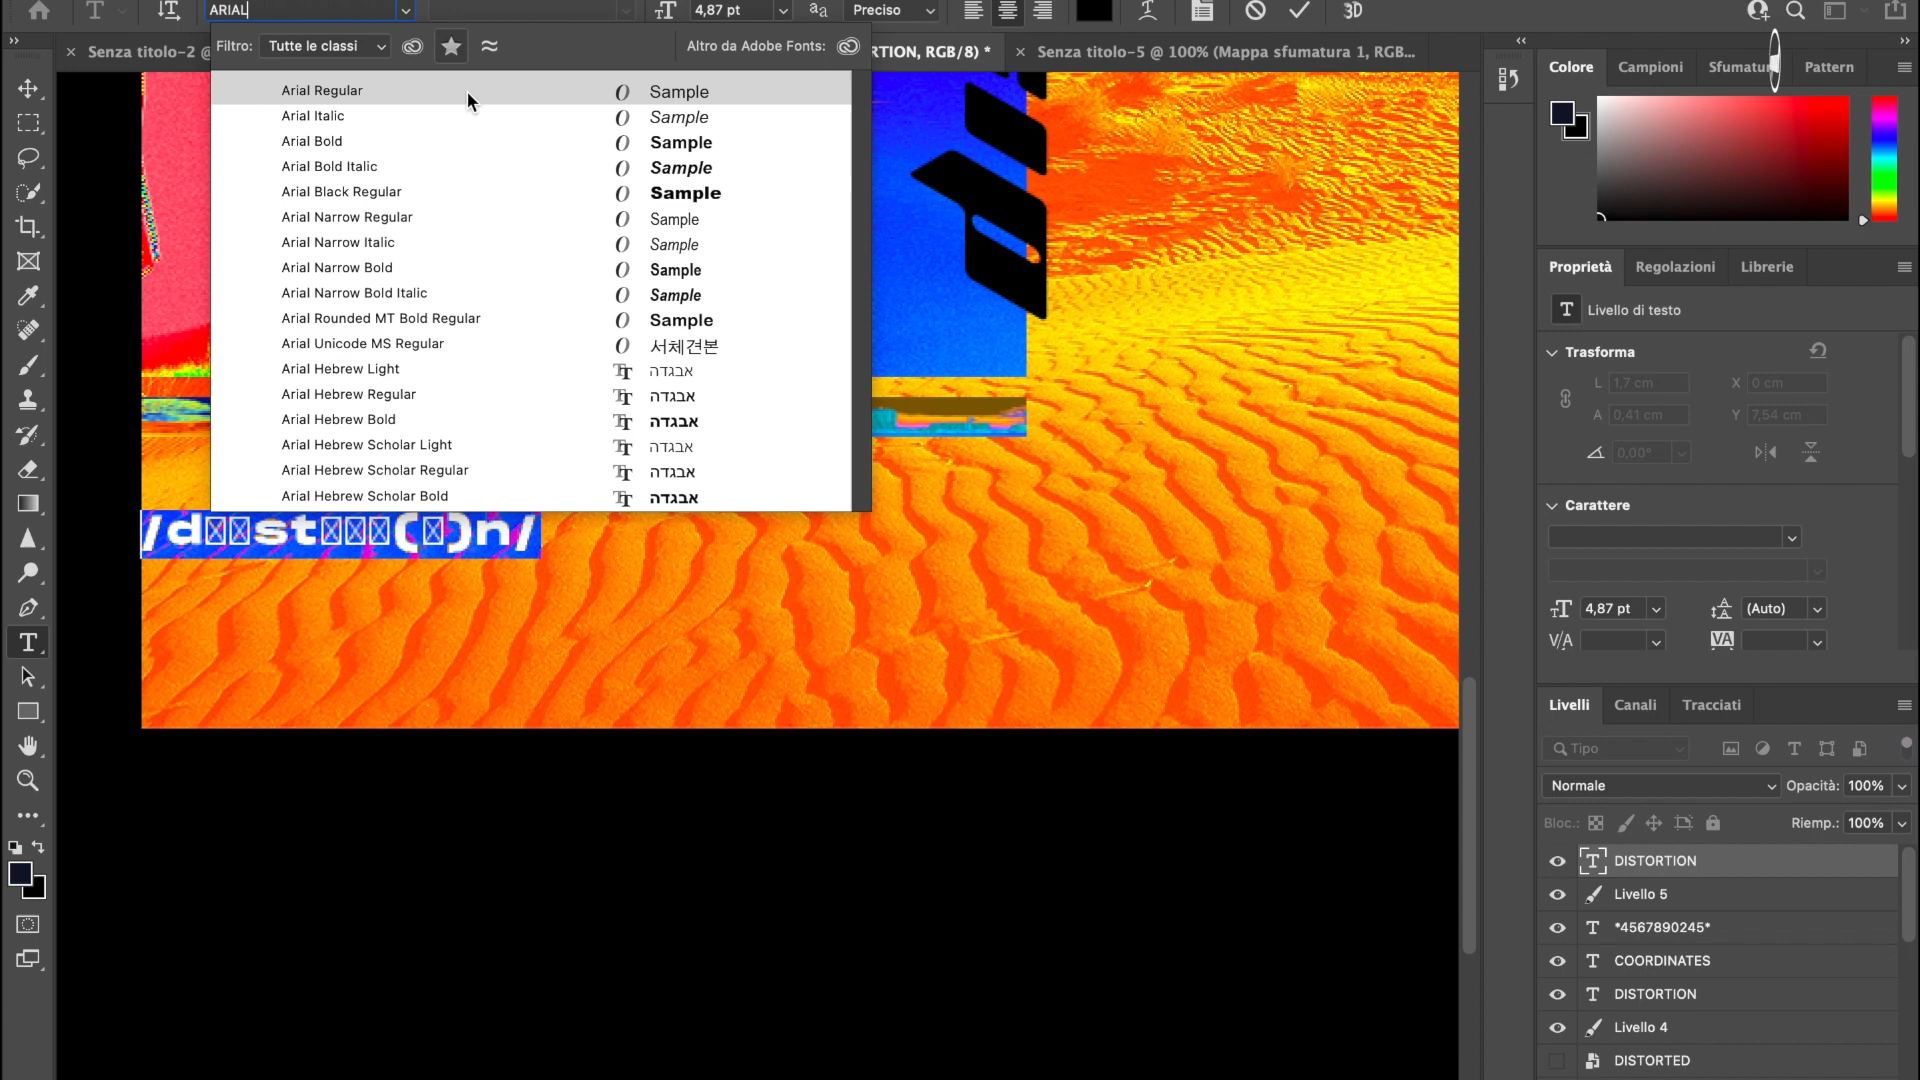 ARIAL
4,87 pt
aa
Preciso
3D
Senza titolo-2 @
RTION, RGB/8) *
Senza titolo-5 @ 100% (Mappa sfumatura 1, RGB...
Filtro: Tutte le classi
Altro da Adobe Fonts:
Arial Regular Sample
Arial Italic Sample
Arial Bold Sample
Arial Bold Italic Sample
Arial Black Regular Sample
Arial Narrow Regular Sample
Arial Narrow Italic Sample
Arial Narrow Bold Sample
Arial Narrow Bold Italic Sample
Arial Rounded MT Bold Regular Sample
Arial Unicode MS Regular 서체견본
Arial Hebrew Light אבגדה
Arial Hebrew Regular אבגדה
Arial Hebrew Bold אבגדה
Arial Hebrew Scholar Light אבגדה
Arial Hebrew Scholar Regular אבגדה
Arial Hebrew Scholar Bold אבגדה
Colore Campioni Sfumatur Pattern
Proprietà Regolazioni Librerie
T Livello di testo
Trasforma
L 1,7 cm X 0 cm
A 0,41 cm Y 7,54 cm
0,00°
Carattere
4,87 pt (Auto)
V/A VA
Livelli Canali Tracciati
Tipo
Normale Opacità: 100%
Bloc.: Riemp.: 100%
DISTORTION
Livello 5
*4567890245*
COORDINATES
DISTORTION
Livello 4
DISTORTED